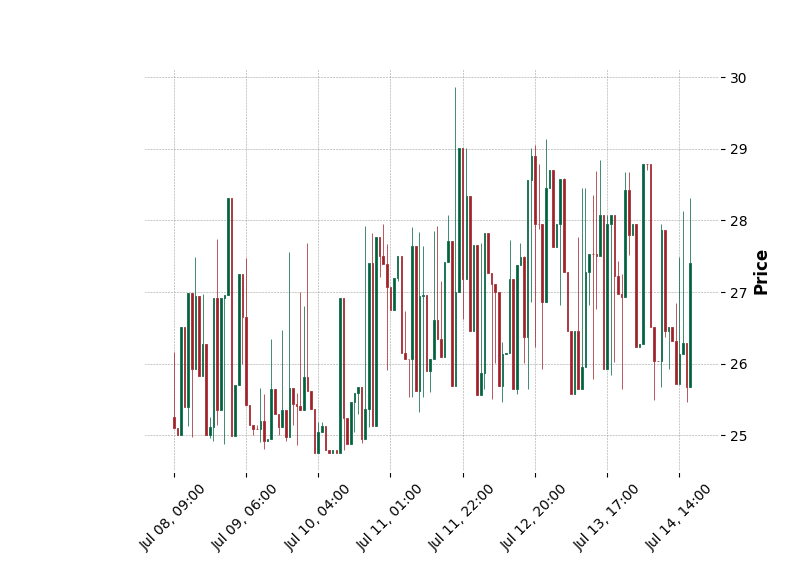 30
29
28
27
26
25
Price
Jul 08, 09:00
Jul 09, 06:00
Jul 10, 04:00
Jul 11, 01:00
Jul 11, 22:00
Jul 12, 20:00
Jul 13, 17:00
Jul 14, 14:00